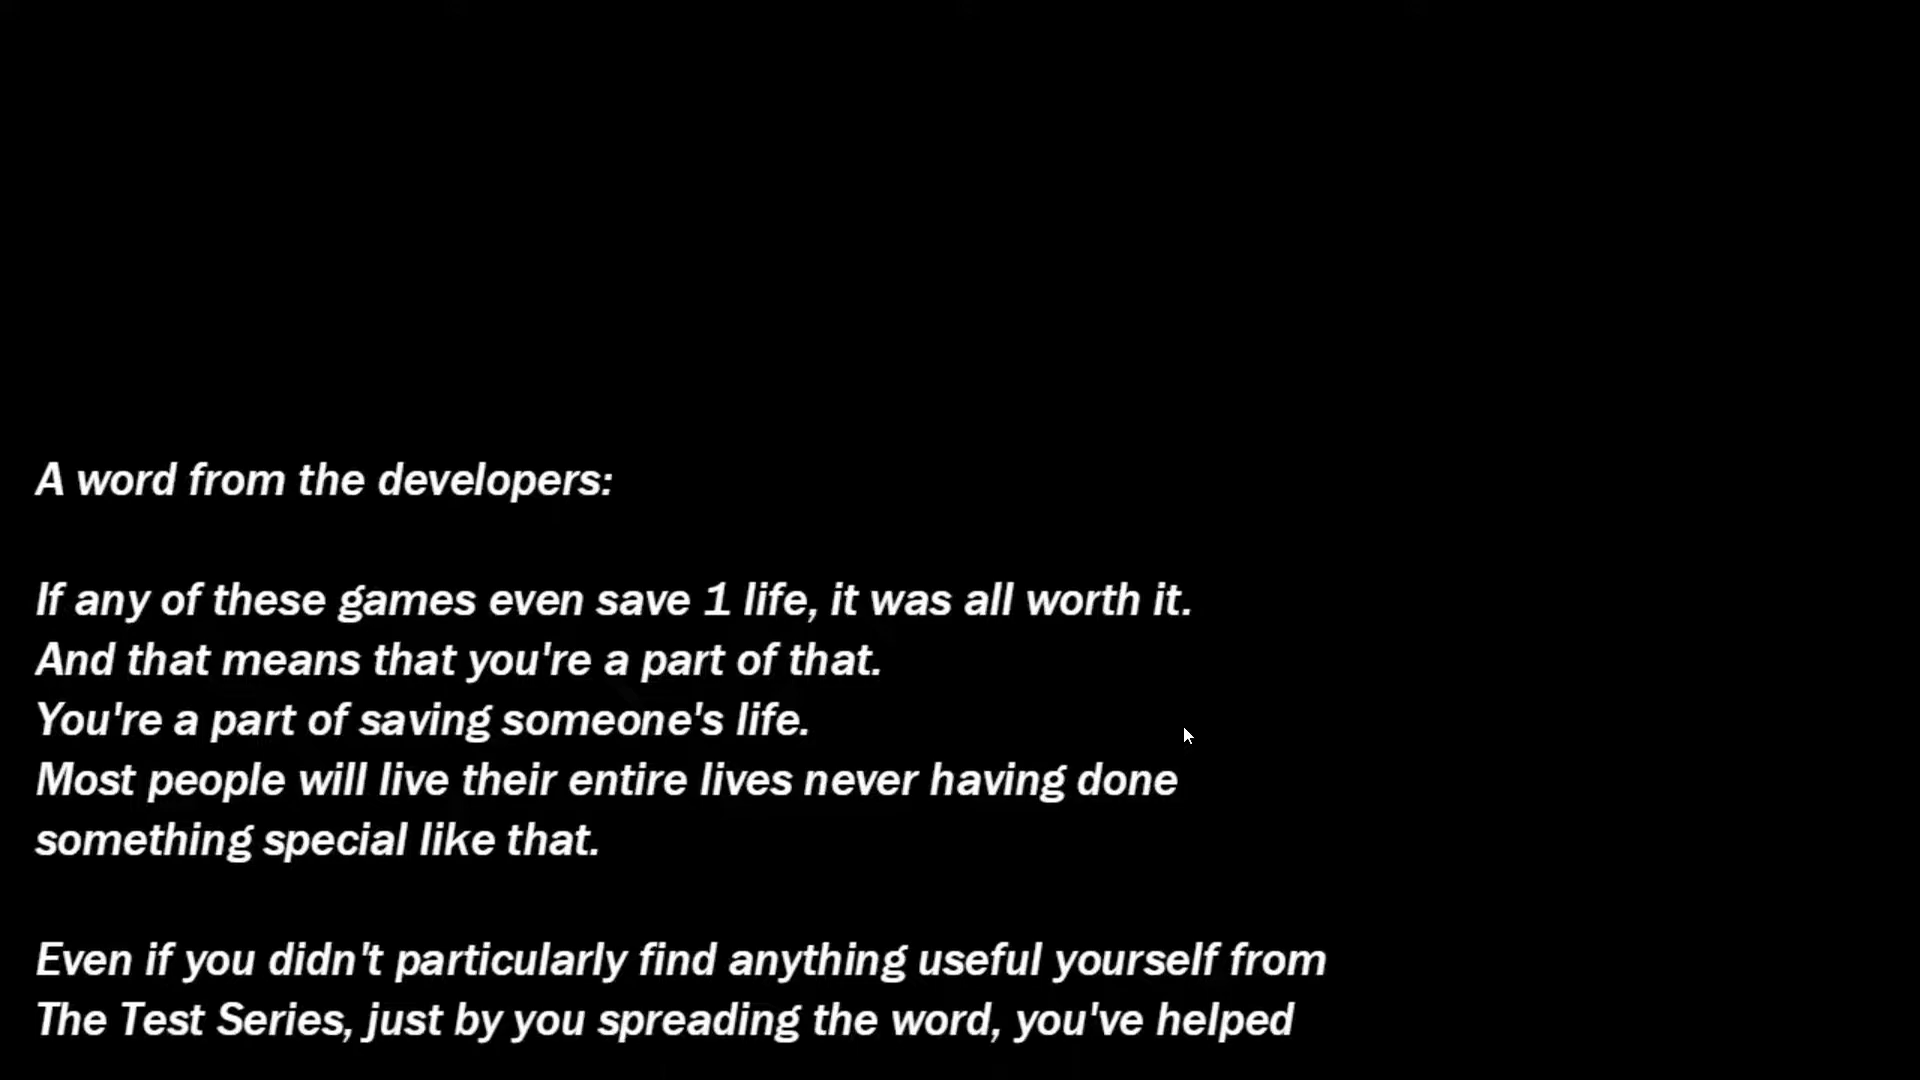 A word from the developers:
If any of these games even save 1 life, it was all worth it.
And that means that you're a part of that.
You're a part of saving someone's life.
Most people will live their entire lives never having done
something special like that.
Even if you didn't particularly find anything useful yourself from
The Test Series, just by you spreading the word, you've helped